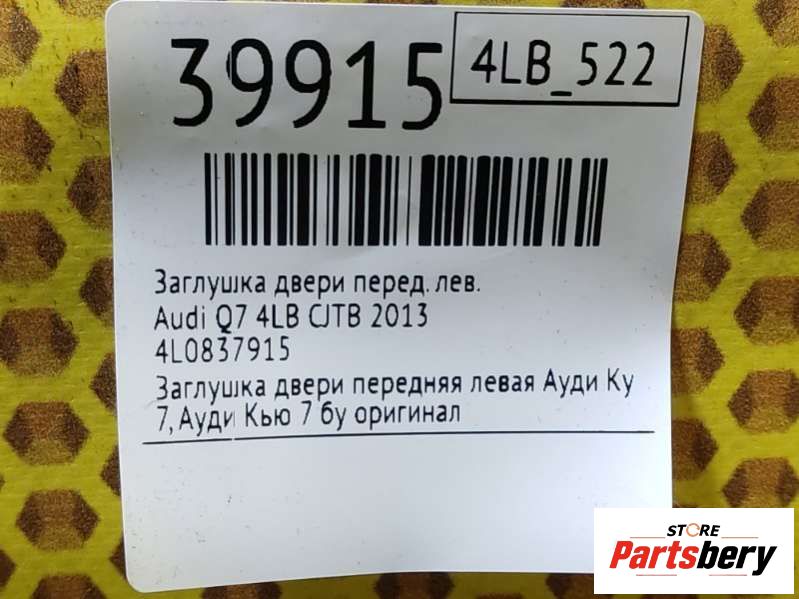 39915
4LB_522
Заглушка двери перед. лев.
Audi Q7 4LB CJTB 2013
4L0837915
Заглушка двери передняя левая Ауди Ку
7, Ауди Кью 7 бу оригинал
STORE
Partsbery